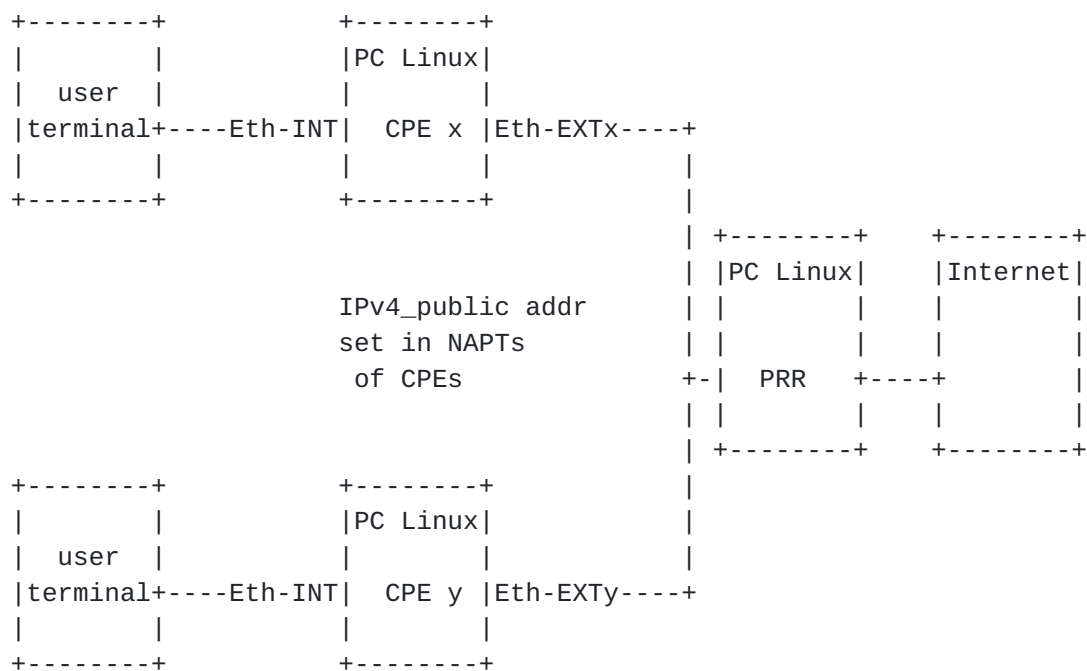 +--------+            +--------+
|        |            |PC Linux|
|  user  |            |        |
|terminal+----Eth-INT|  CPE x |Eth-EXTx----+
|        |            |        |            |
+--------+            +--------+            |
                                            | +--------+    +--------+
                                            | |PC Linux|    |Internet|
                      IPv4_public addr      | |        |    |        |
                      set in NAPTs          | |        |    |        |
                       of CPEs              +-|  PRR   +----+        |
                                            | |        |    |        |
                                            | +--------+    +--------+
+--------+            +--------+            |
|        |            |PC Linux|            |
|  user  |            |        |            |
|terminal+----Eth-INT|  CPE y |Eth-EXTy----+
|        |            |        |
+--------+            +--------+